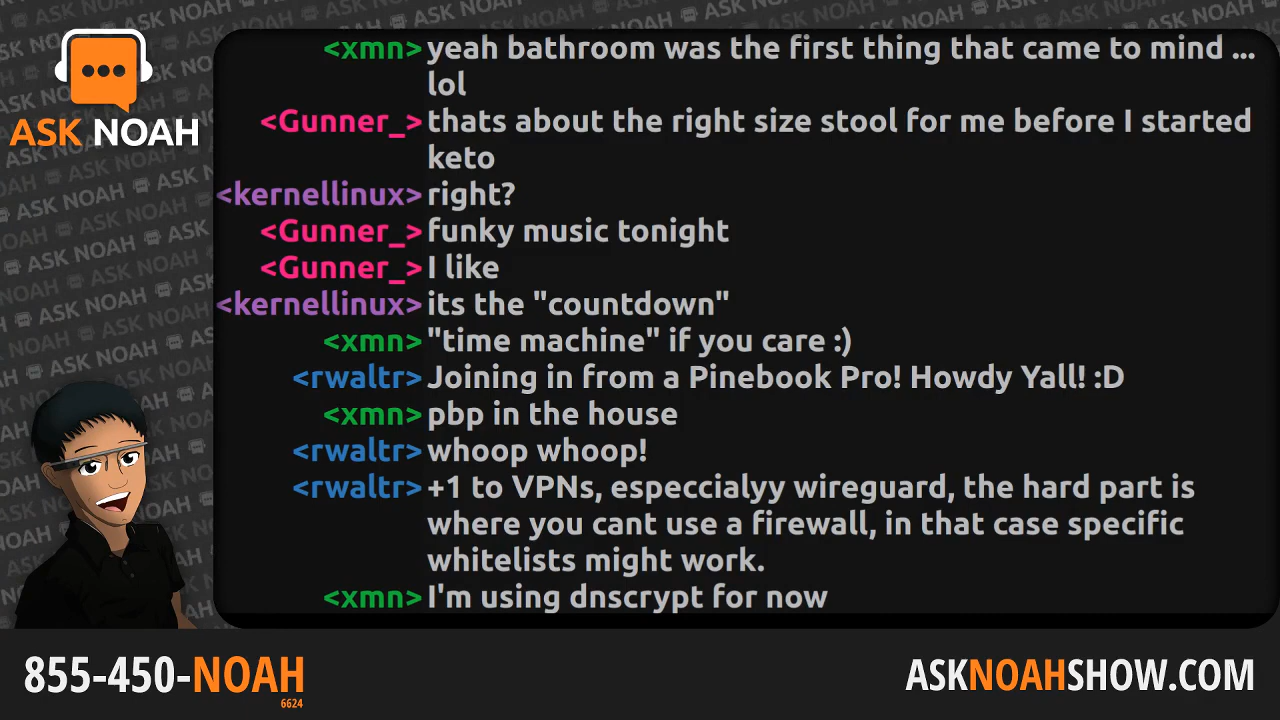 ASK NOAH
<xmn> yeah bathroom was the first thing that came to mind ...
lol
<Gunner_> thats about the right size stool for me before I started
keto
<kernellinux> right?
<Gunner_> funky music tonight
<Gunner_> I like
<kernellinux> its the "countdown"
<xmn> "time machine" if you care :)
<rwaltr> Joining in from a Pinebook Pro! Howdy Yall! :D
<xmn> pbp in the house
<rwaltr> whoop whoop!
<rwaltr> +1 to VPNs, especcialyy wireguard, the hard part is
where you cant use a firewall, in that case specific
whitelists might work.
<xmn> I'm using dnscrypt for now
855-450-NOAH
6624
ASKNOAHSHOW.COM